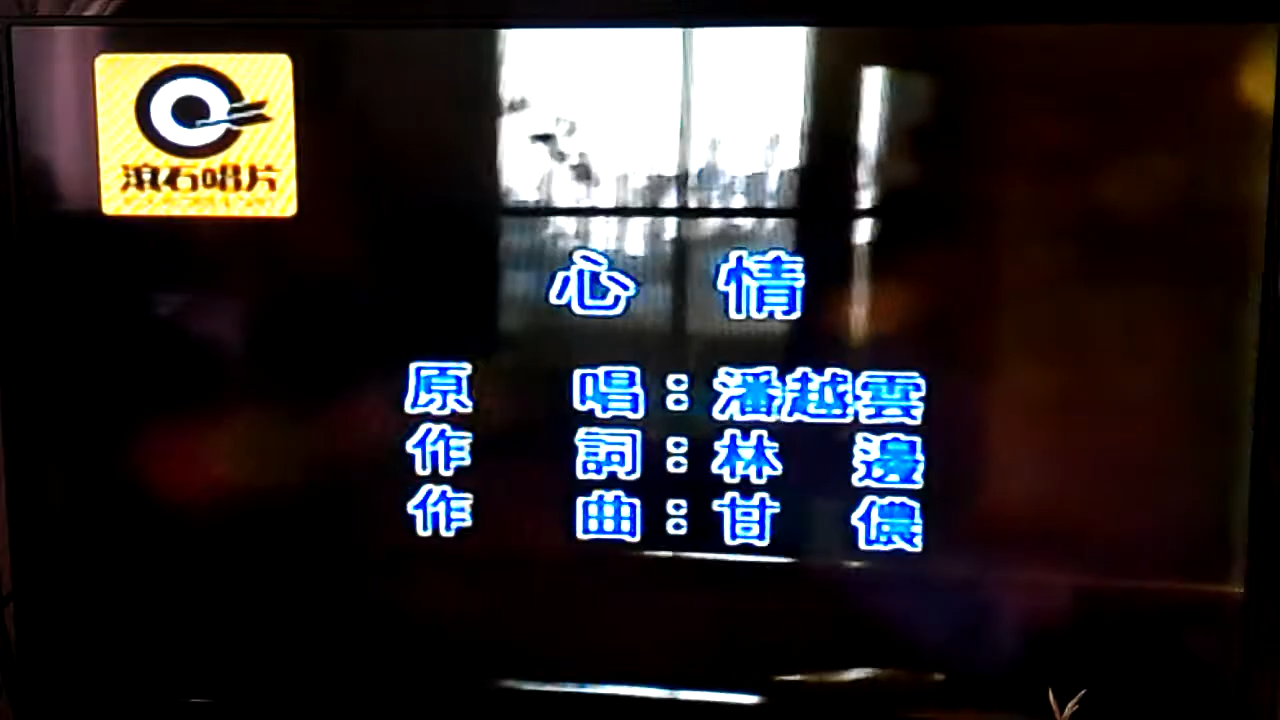 滾石唱片
心 情
原 唱:潘越雲
作 詞:林 邊
作 曲:甘 儂